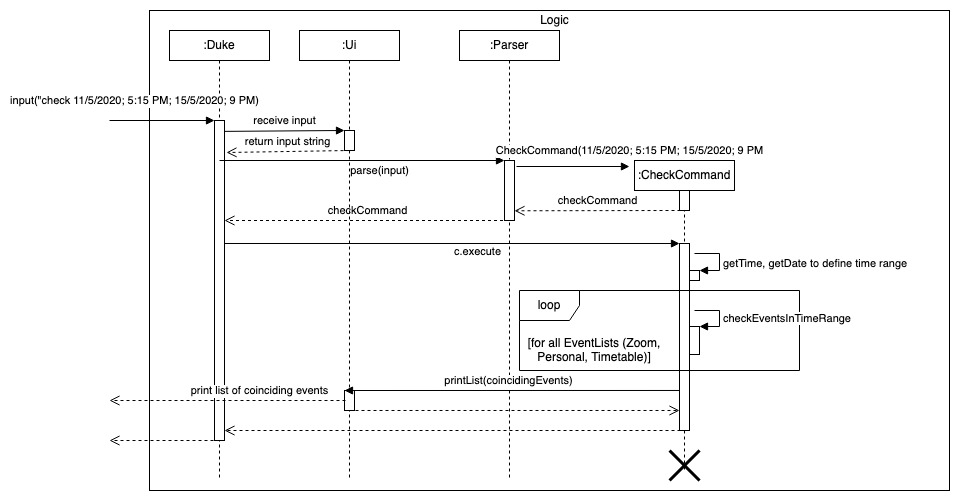 Logic
:Duke
:Ui
:Parser
input("check 11/5/2020; 5:15 PM; 15/5/2020; 9 PM)
receive input
return input string
CheckCommand(11/5/2020; 5:15 PM; 15/5/2020; 9 PM
parse(input)
:CheckCommand
checkCommand
checkCommand
c.execute
getTime, getDate to define time range
loop
checkEventsInTimeRange
[for all EventLists (Zoom,
Personal, Timetable)]
printList(coincidingEvents)
print list of coinciding events